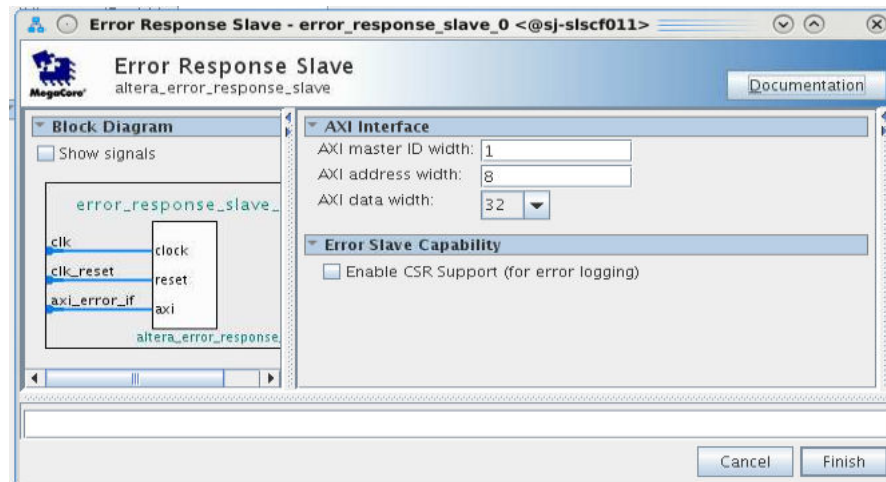 Error Response Slave - error_response_slave_0 <@sj-slscf011>
Error Response Slave
altera_error_response_slave
MegaCore'
Documentation
Block Diagram
Show signals
error_response_slave_
clk
clock
clk_reset
reset
axi_error_if
axi
altera_error_response_
AXI Interface
AXI master ID width: 1
AXI address width: 8
AXI data width: 32
Error Slave Capability
Enable CSR Support (for error logging)
Cancel
Finish